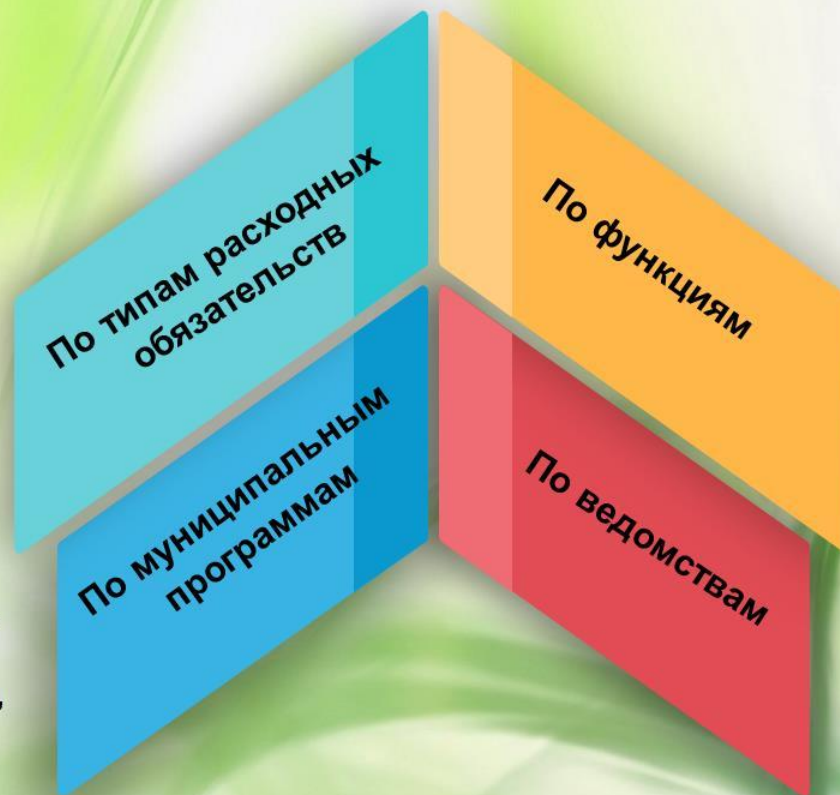 По типам расходных
обязательств
По функциям
По муниципальным
программам
По ведомствам
,